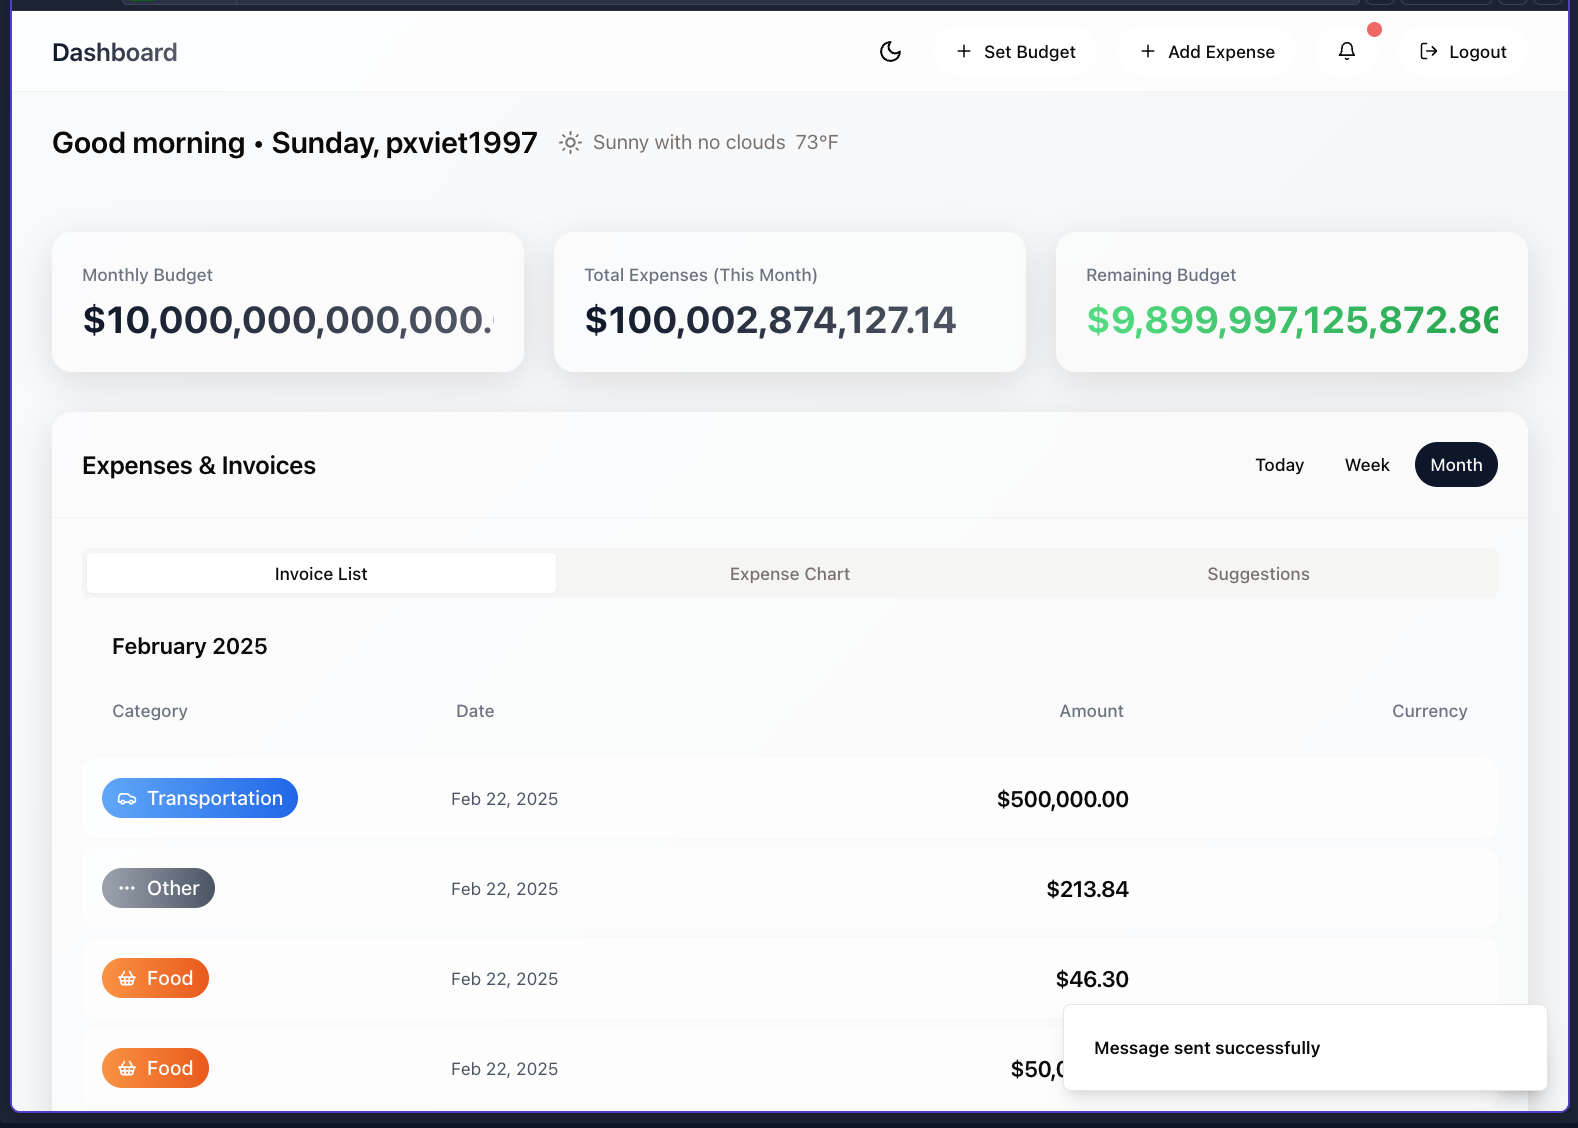 Dashboard
Set Budget
Add Expense
Logout
Good morning • Sunday, pxviet1997
Sunny with no clouds 73°F
Monthly Budget
$10,000,000,000,000.
Total Expenses (This Month)
$100,002,874,127.14
Remaining Budget
$9,899,997,125,872.86
Expenses & Invoices
Today
Week
Month
Invoice List
Expense Chart
Suggestions
February 2025
Category
Date
Amount
Currency
Transportation
Feb 22, 2025
$500,000.00
Other
Feb 22, 2025
$213.84
Food
Feb 22, 2025
$46.30
Food
Feb 22, 2025
$50,0
Message sent successfully